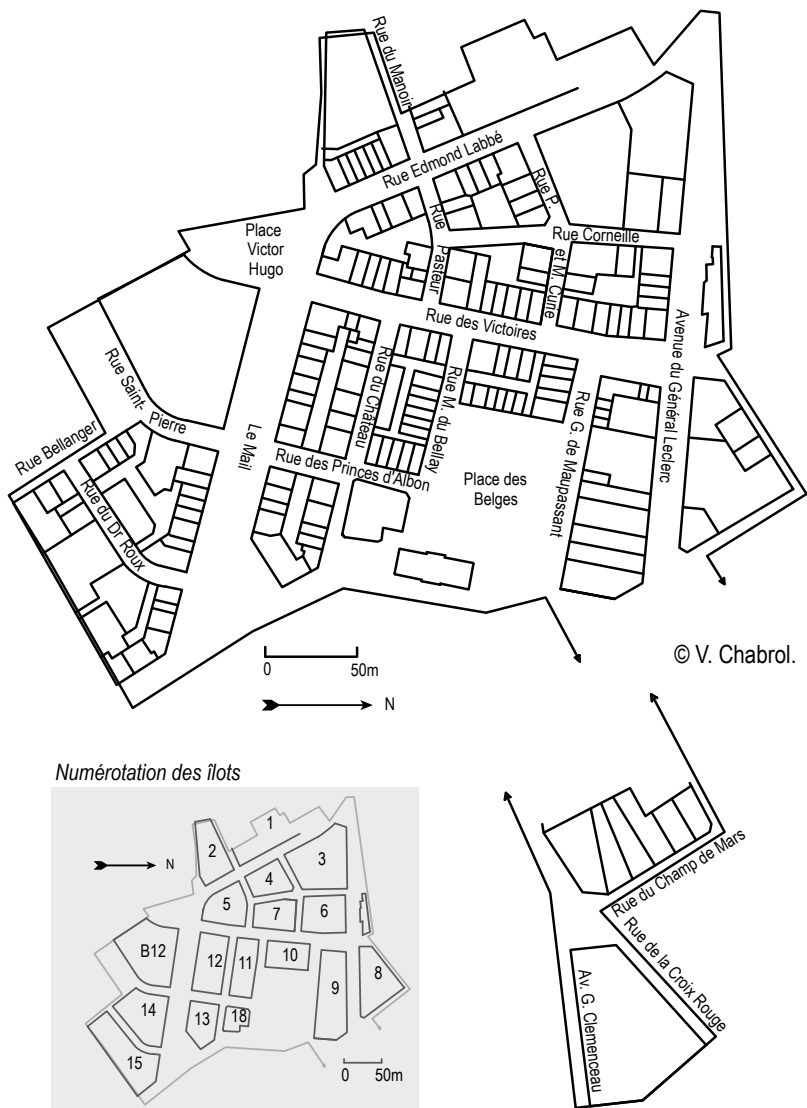 Rue du Manoir
Rue Edmond Labbé
Rue P.
et M. Curie
Rue
Pasteur
Rue Corneille
Place
Victor
Hugo
Rue des Victoires
Avenue du Général Leclerc
Rue Saint-
Pierre
Rue Bellanger
Rue du Dr Roux
Le Mail
Rue du Château
Rue M. du Bellay
Rue des Princes d'Albon
Place des
Belges
Rue G. de Maupassant
0 50m
N
© V. Chabrol.
Numérotation des îlots
N
1
2
3
4
5
7
6
B12
12
11
10
9
8
14
13
18
15
0 50m
Rue du Champ de Mars
Rue de la Croix Rouge
Av. G. Clemenceau